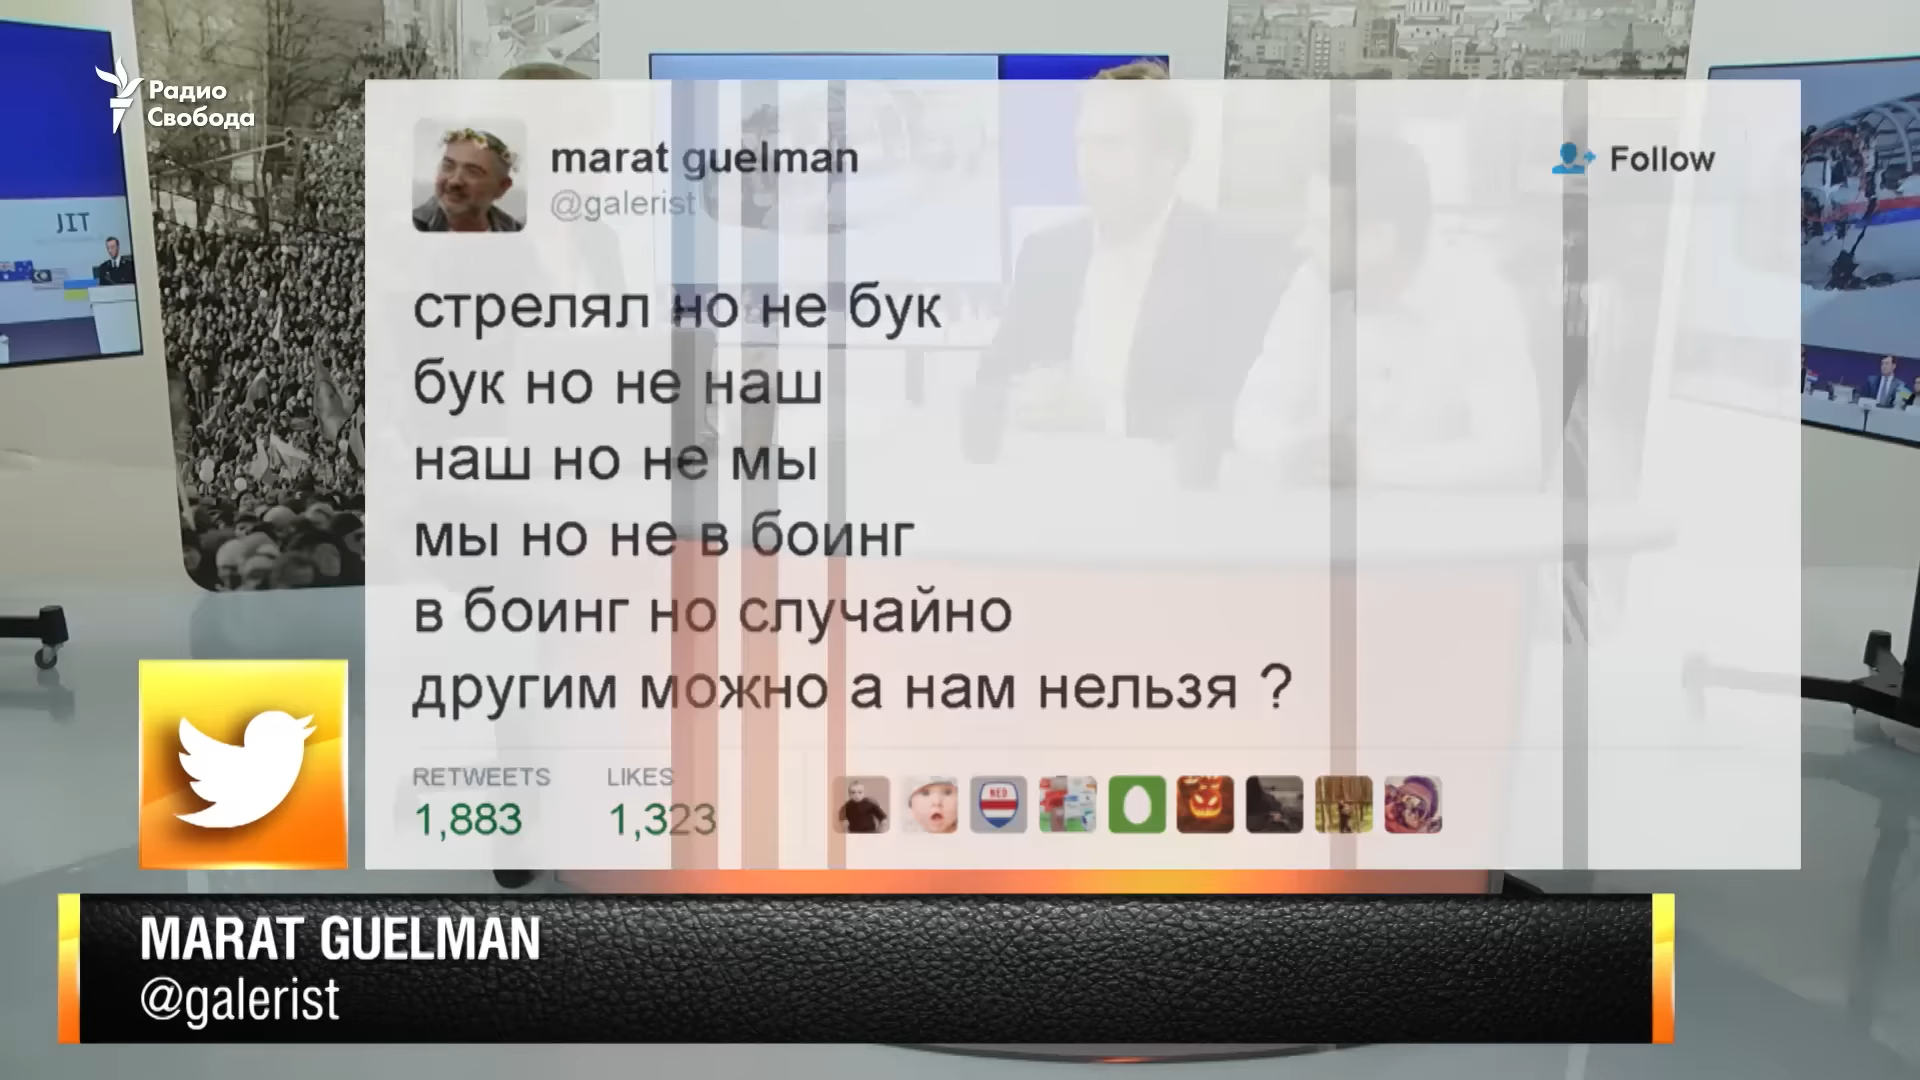 Радио
Свобода
JIT
marat guelman
@galerist
Follow
стрелял но не бук
бук но не наш
наш но не мы
мы но не в боинг
в боинг но случайно
другим можно а нам нельзя ?
RETWEETS LIKES
1,883 1,323
NED
MARAT GUELMAN
@galerist